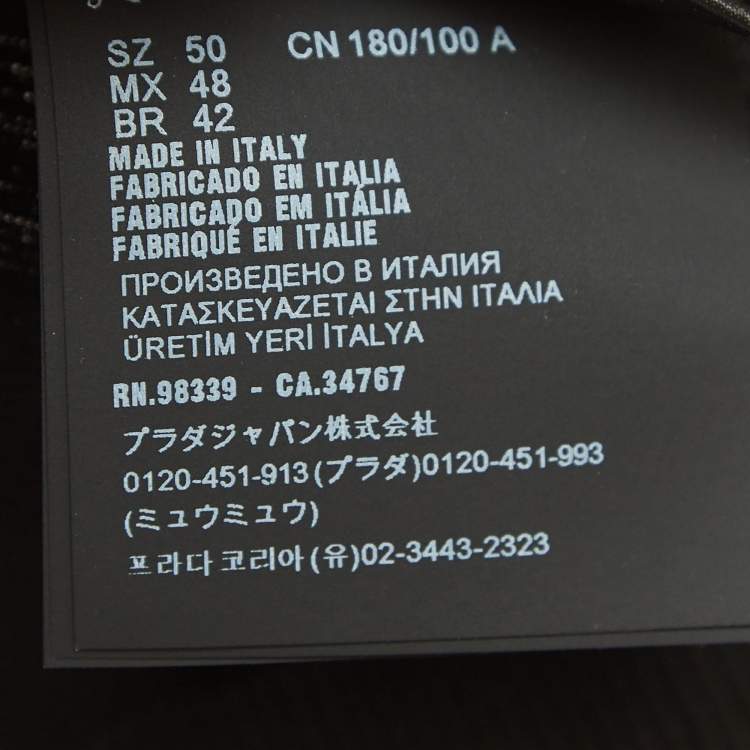 SZ 50 CN 180/100 A
MX 48
BR 42
MADE IN ITALY
FABRICADO EN ITALIA
FABRICADO EM ITÁLIA
FABRIQUÉ EN ITALIE
ПРОИЗВЕДЕНО В ИТАЛИЯ
ΚΑΤΑΣΚΕΥΑΖΕΤΑΙ ΣΤΗΝ ΙΤΑΛΙΑ
ÜRETİM YERİ İTALYA
RN.98339 - CA.34767
プラダジャパン株式会社
0120-451-913(プラダ)0120-451-993
(ミュウミュウ)
프라다코리아(유)02-3443-2323